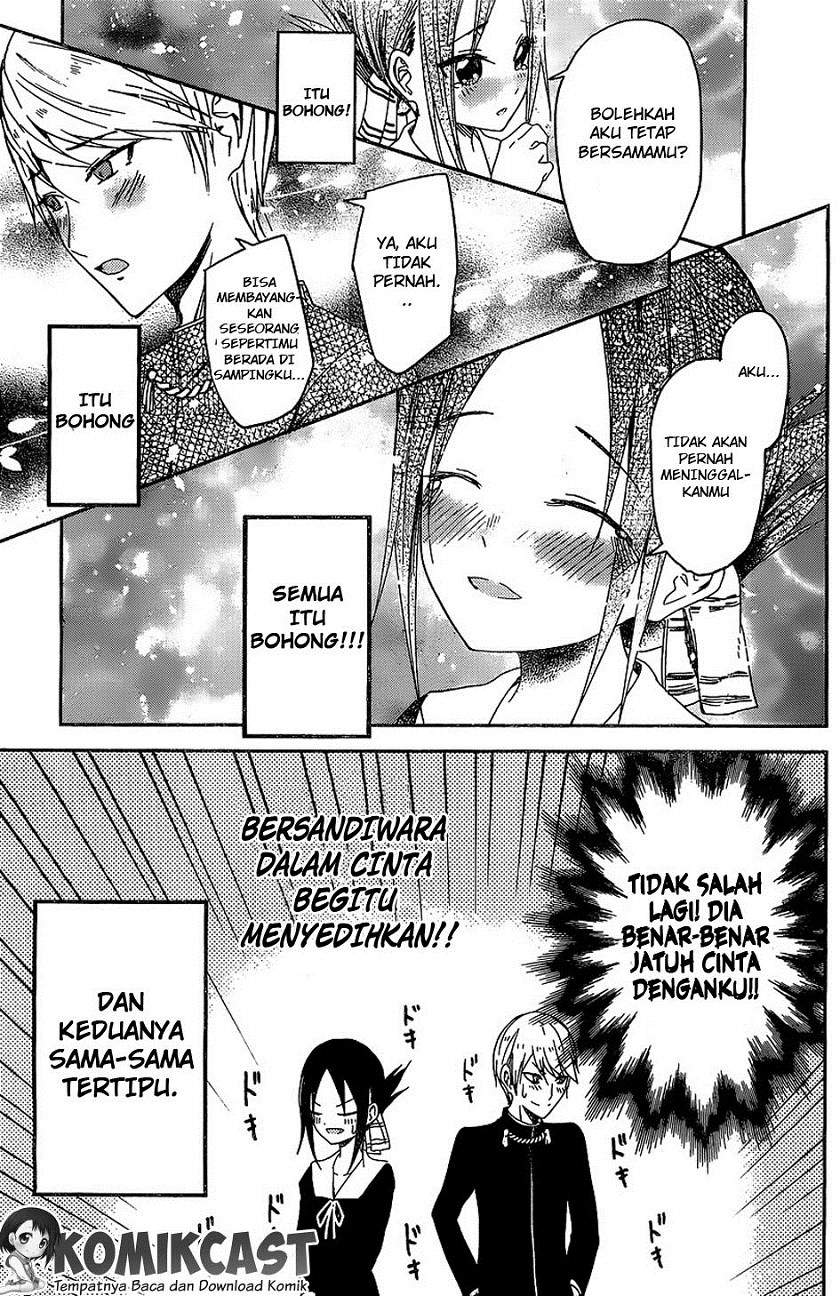 BOLEHKAH
AKU TETAP
BERSAMAMU?
ITU
BOHONG!
YA, AKU
TIDAK
PERNAH.
. .
BISA
MEMBAYANG-
KAN
SESEORANG
SEPERTIMU
BERADA DI
SAMPINGKU...
ITU
BOHONG
AKU...
TIDAK AKAN
PERNAH
MENINGGAL-
KANMU
SEMUA
ITU
BOHONG!!!
TIDAK SALAH
LAGI! DIA
BENAR-BENAR
JATUH CINTA
DENGANKU!!
BERSANDIWARA
DALAM CINTA
BEGITU
MENYEDIHKAN!!
DAN
KEDUANYA
SAMA-SAMA
TERTIPU.
ドキ
ドキ
ドキ
ドキ
ドキ
ドキ
KOMIKCAST
Tempatnya Baca dan Download Komik